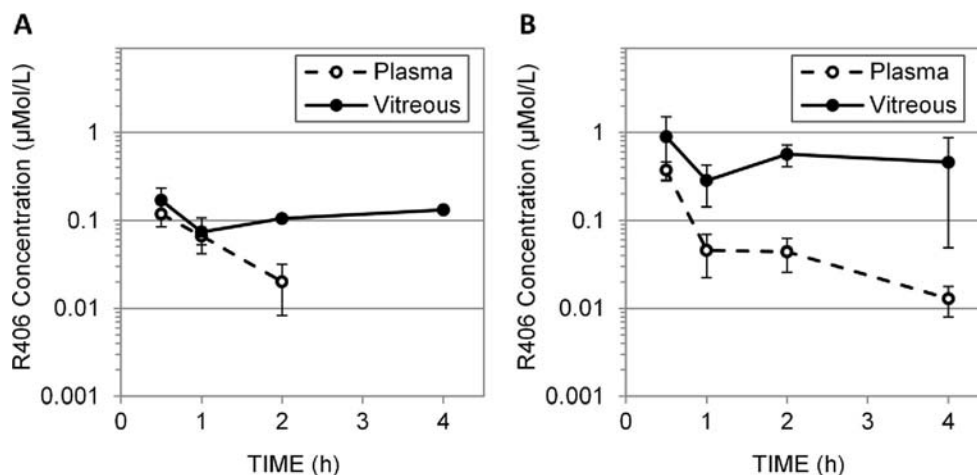 A
R406 Concentration (µMol/L)
1
0.1
0.01
0.001
0 1 2 3 4
TIME (h)
Plasma
Vitreous
B
R406 Concentration (µMol/L)
1
0.1
0.01
0.001
0 1 2 3 4
TIME (h)
Plasma
Vitreous